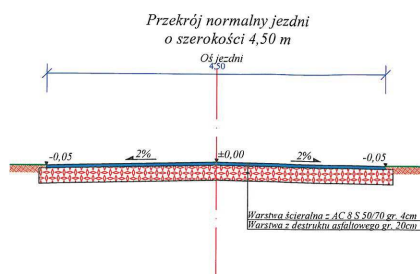 Przekrój normalny jezdni
o szerokości 4,50 m
Oś jezdni
4,50
-0,05
2%
±0,00
2%
-0,05
Warstwa ścieralna z AC 8 S 50/70 gr. 4cm
Warstwa z destruktu asfaltowego gr. 20cm